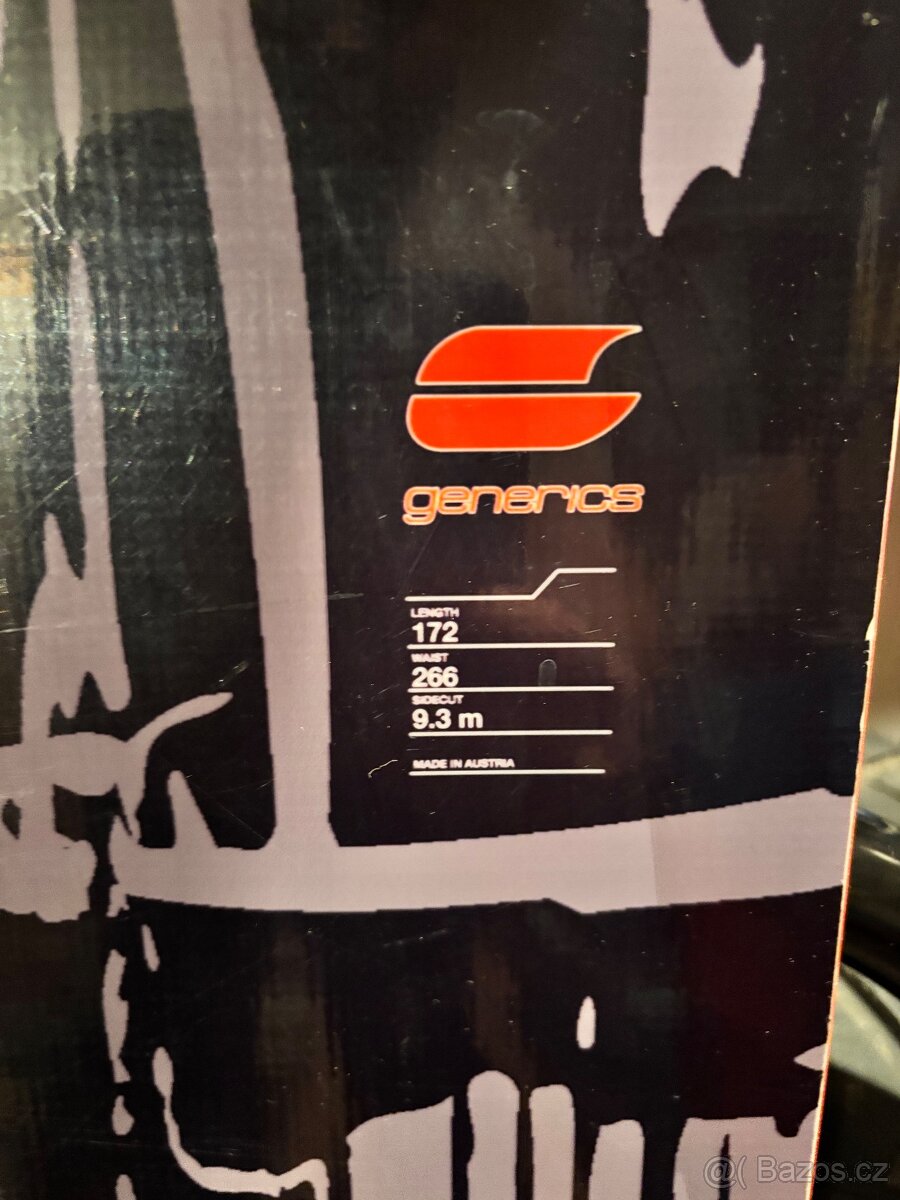 generics
LENGTH
172
WAIST
266
SIDECUT
9.3 m
MADE IN AUSTRIA
@( Bazos.cz